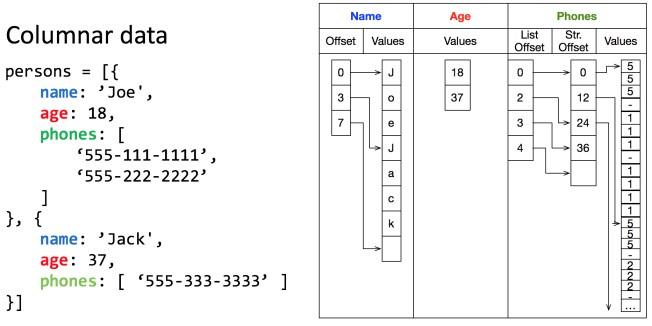 Columnar data
persons = [{
name: ’Joe',
age: 18,
phones: [
‘555-111-1111’,
‘555-222-2222’
]
}, {
name: ’Jack',
age: 37,
phones: [ ‘555-333-3333’ ]
}]
Name
Age
Phones
Offset
Values
Values
List Offset
Str. Offset
Values
0
3
7
J
o
e
J
a
c
k
18
37
0
2
3
4
0
12
24
36
5
5
5
-
1
1
1
-
1
1
1
1
5
5
5
-
2
2
2
-
...